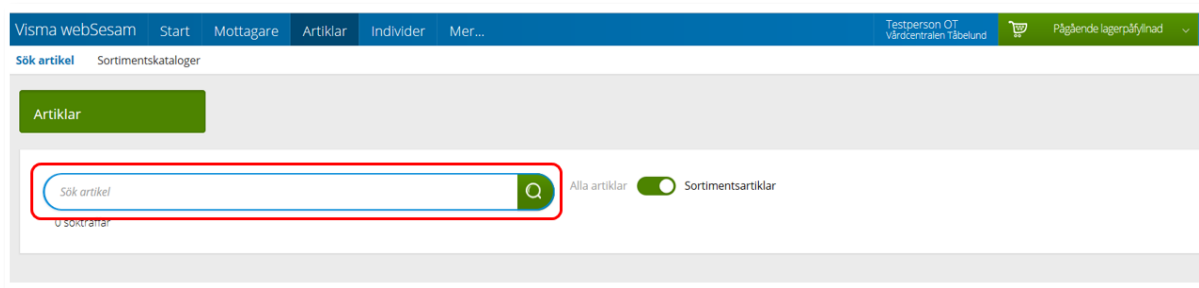 Visma webSesam Start Mottagare Artiklar Individer Mer...
Testperson OT
Vårdcentralen Tåbelund
Pågående lagerpåfyllnad
Sök artikel Sortimentskataloger
Artiklar
Sök artikel
Alla artiklar Sortimentsartiklar
0 sökträffar